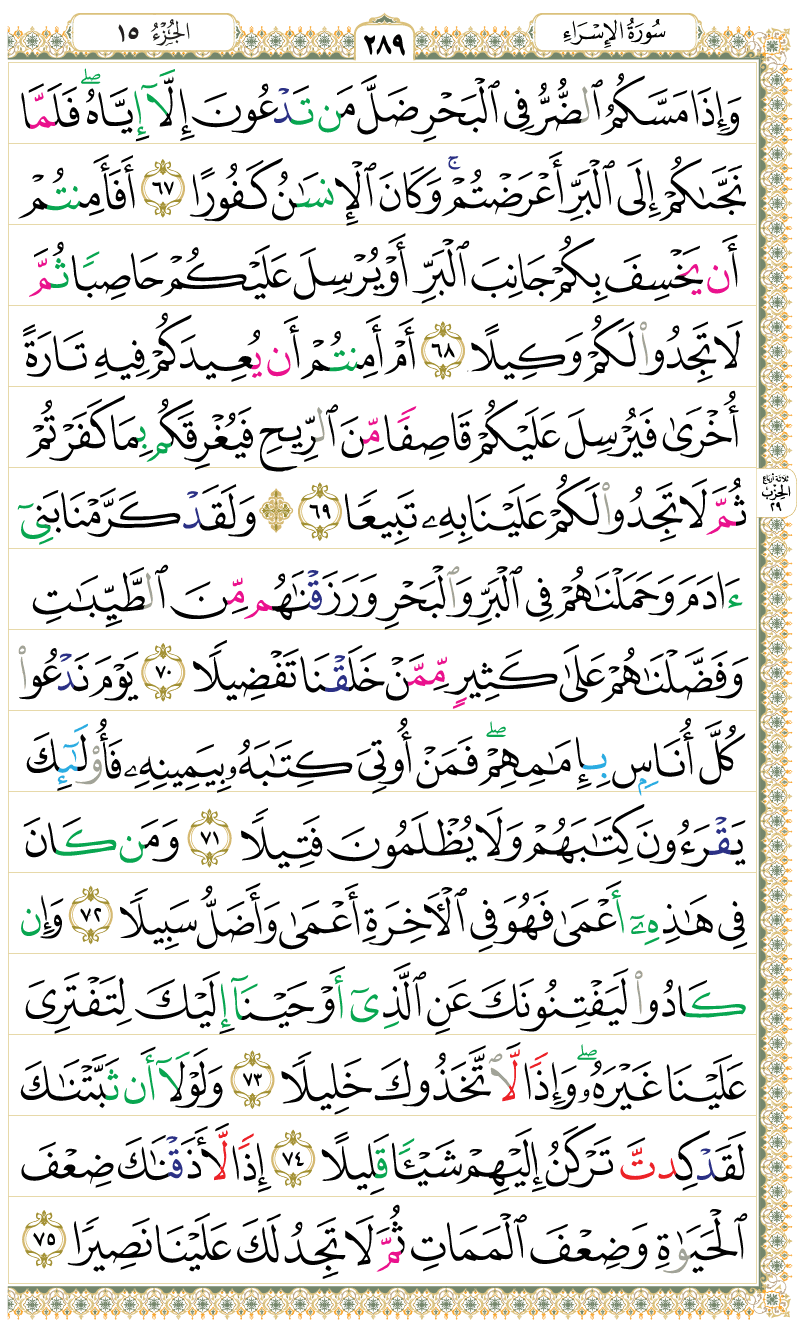 سُورَةُ الإِسْرَاءِ
٢٨٩
الجُزْءُ ١٥
وَإِذَا مَسَّكُمُ ٱلضُّرُّ فِى ٱلْبَحْرِ ضَلَّ مَن تَدْعُونَ إِلَّآ إِيَّاهُ ۖ فَلَمَّا
نَجَّىٰكُمْ إِلَى ٱلْبَرِّ أَعْرَضْتُمْ ۚ وَكَانَ ٱلْإِنسَٰنُ كَفُورًا ٦٧ أَفَأَمِنتُمْ
أَن يَخْسِفَ بِكُمْ جَانِبَ ٱلْبَرِّ أَوْ يُرْسِلَ عَلَيْكُمْ حَاصِبًا ثُمَّ
لَا تَجِدُوا۟ لَكُمْ وَكِيلًا ٦٨ أَمْ أَمِنتُمْ أَن يُعِيدَكُمْ فِيهِ تَارَةً
أُخْرَىٰ فَيُرْسِلَ عَلَيْكُمْ قَاصِفًا مِّنَ ٱلرِّيحِ فَيُغْرِقَكُم بِمَا كَفَرْتُمْ
ثُمَّ لَا تَجِدُوا۟ لَكُمْ عَلَيْنَا بِهِۦ تَبِيعًا ٦٩ ۞ وَلَقَدْ كَرَّمْنَا بَنِىٓ
ثلاثة أرباع
الحزب
٢٩
ءَادَمَ وَحَمَلْنَٰهُمْ فِى ٱلْبَرِّ وَٱلْبَحْرِ وَرَزَقْنَٰهُم مِّنَ ٱلطَّيِّبَٰتِ
وَفَضَّلْنَٰهُمْ عَلَىٰ كَثِيرٍ مِّمَّنْ خَلَقْنَا تَفْضِيلًا ٧٠ يَوْمَ نَدْعُوا۟
كُلَّ أُنَاسٍۭ بِإِمَٰمِهِمْ ۖ فَمَنْ أُوتِىَ كِتَٰبَهُۥ بِيَمِينِهِۦ فَأُو۟لَٰٓئِكَ
يَقْرَءُونَ كِتَٰبَهُمْ وَلَا يُظْلَمُونَ فَتِيلًا ٧١ وَمَن كَانَ
فِى هَٰذِهِۦٓ أَعْمَىٰ فَهُوَ فِى ٱلْءَاخِرَةِ أَعْمَىٰ وَأَضَلُّ سَبِيلًا ٧٢ وَإِن
كَادُوا۟ لَيَفْتِنُونَكَ عَنِ ٱلَّذِىٓ أَوْحَيْنَآ إِلَيْكَ لِتَفْتَرِىَ
عَلَيْنَا غَيْرَهُۥ ۖ وَإِذًا لَّٱتَّخَذُوكَ خَلِيلًا ٧٣ وَلَوْلَآ أَن ثَبَّتْنَٰكَ
لَقَدْ كِدتَّ تَرْكَنُ إِلَيْهِمْ شَيْـًٔا قَلِيلًا ٧٤ إِذًا لَّأَذَقْنَٰكَ ضِعْفَ
ٱلْحَيَوٰةِ وَضِعْفَ ٱلْمَمَاتِ ثُمَّ لَا تَجِدُ لَكَ عَلَيْنَا نَصِيرًا ٧٥